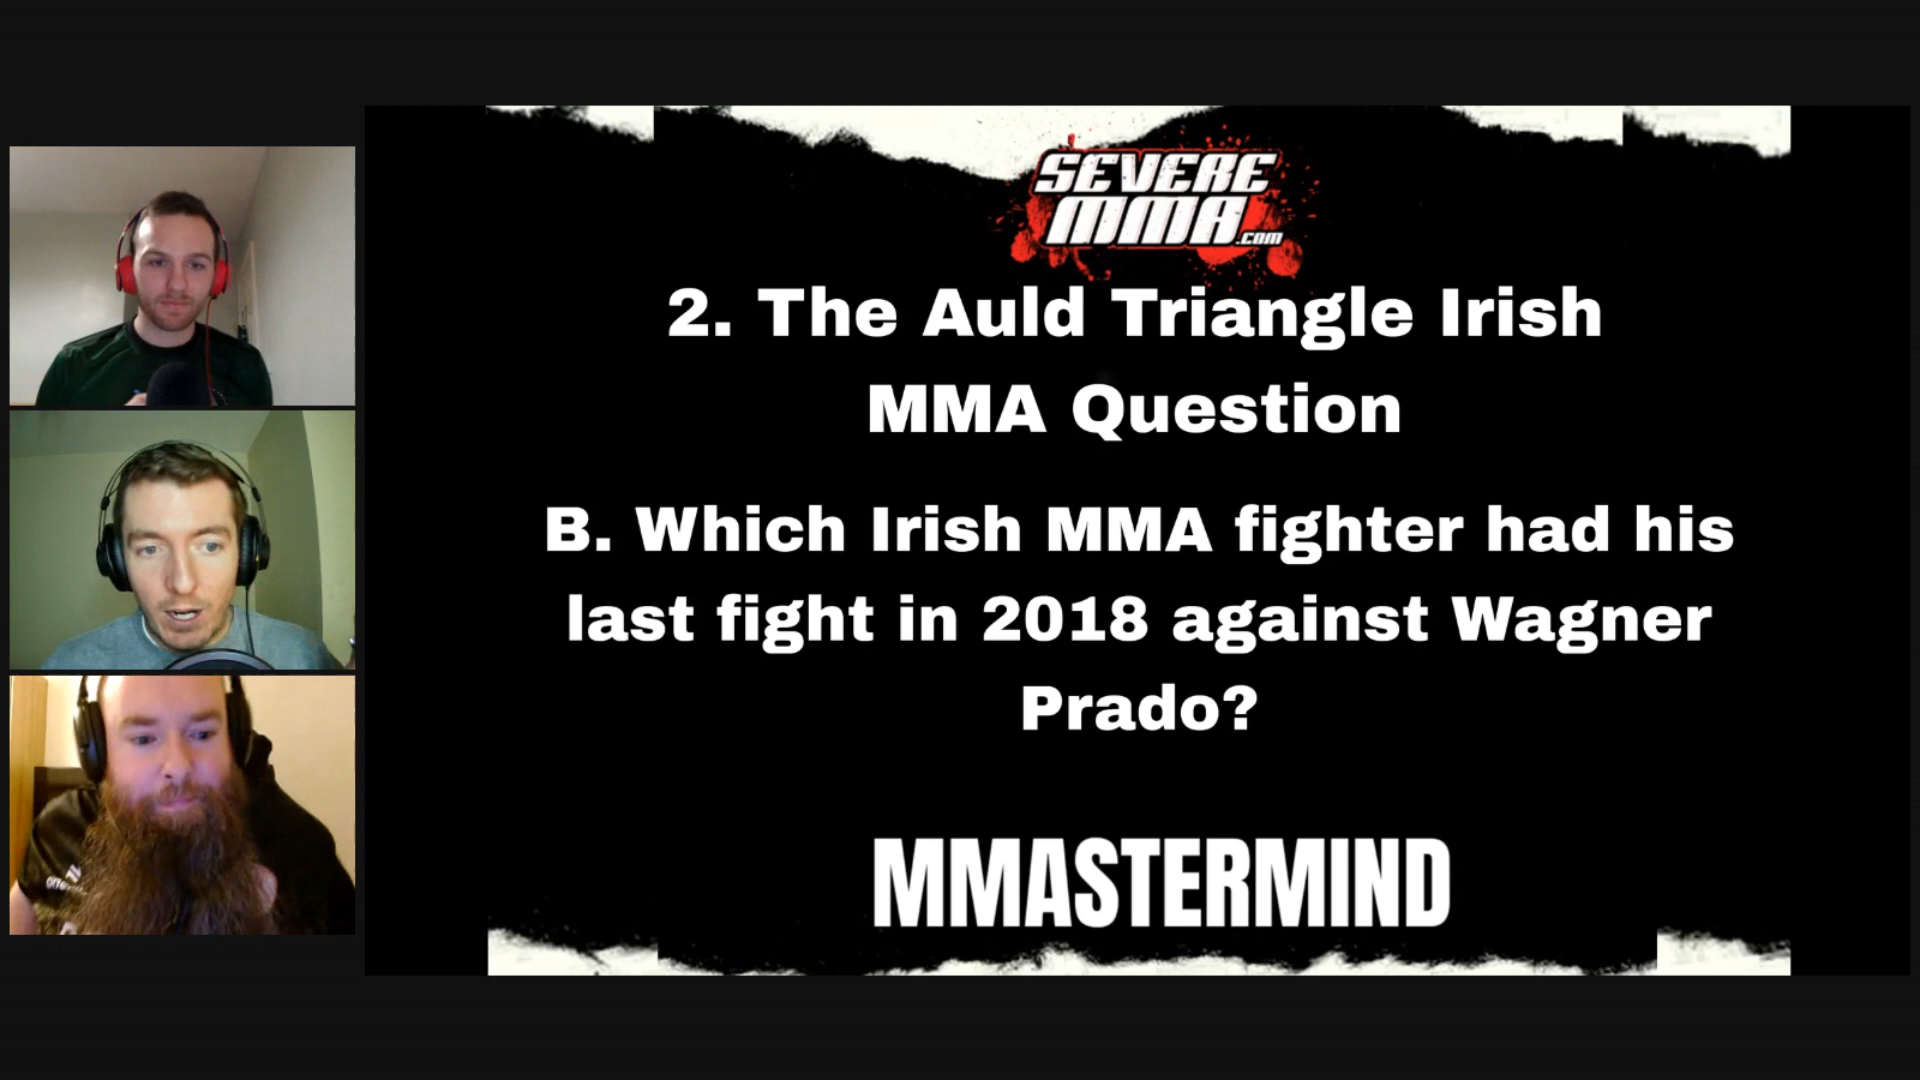 SEVERE
MMA.com
2. The Auld Triangle Irish
MMA Question
B. Which Irish MMA fighter had his
last fight in 2018 against Wagner
Prado?
MMASTERMIND